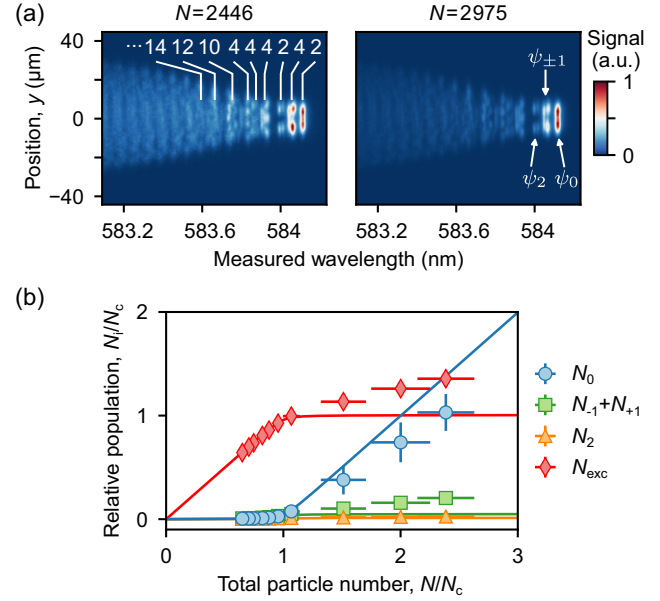 (a)
N=2446
N=2975
Signal
(a.u.)
Position, y (μm)
40
0
−40
···14 12 10 4 4 4 2 4 2
ψ±1
ψ2
ψ0
1
0
583.2 583.6 584
583.2 583.6 584
Measured wavelength (nm)
(b)
Relative population, Ni/Nc
2
1
0
0 1 2 3
Total particle number, N/Nc
N0
N-1+N+1
N2
Nexc